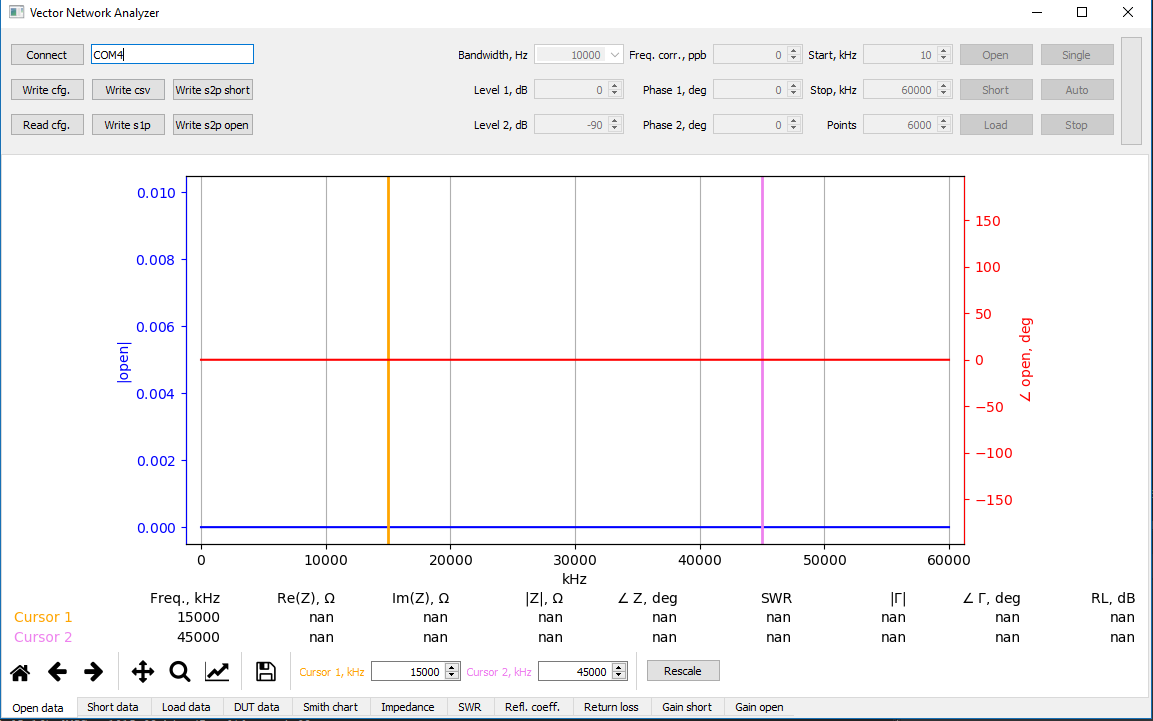 Vector Network Analyzer
Connect COM4 Bandwidth, Hz 10000 Freq. corr., ppb 0 Start, kHz 10 Open Single
Write cfg. Write csv Write s2p short Level 1, dB 0 Phase 1, deg 0 Stop, kHz 60000 Short Auto
Read cfg. Write s1p Write s2p open Level 2, dB -90 Phase 2, deg 0 Points 6000 Load Stop
0.010
0.008
0.006
0.004
0.002
0.000
|open|
150
100
50
0
−50
−100
−150
∠ open, deg
0 10000 20000 30000 40000 50000 60000
kHz
Freq., kHz Re(Z), Ω Im(Z), Ω |Z|, Ω ∠ Z, deg SWR |Γ| ∠ Γ, deg RL, dB
Cursor 1 15000 nan nan nan nan nan nan nan nan
Cursor 2 45000 nan nan nan nan nan nan nan nan
Cursor 1, kHz 15000 Cursor 2, kHz 45000 Rescale
Open data Short data Load data DUT data Smith chart Impedance SWR Refl. coeff. Return loss Gain short Gain open